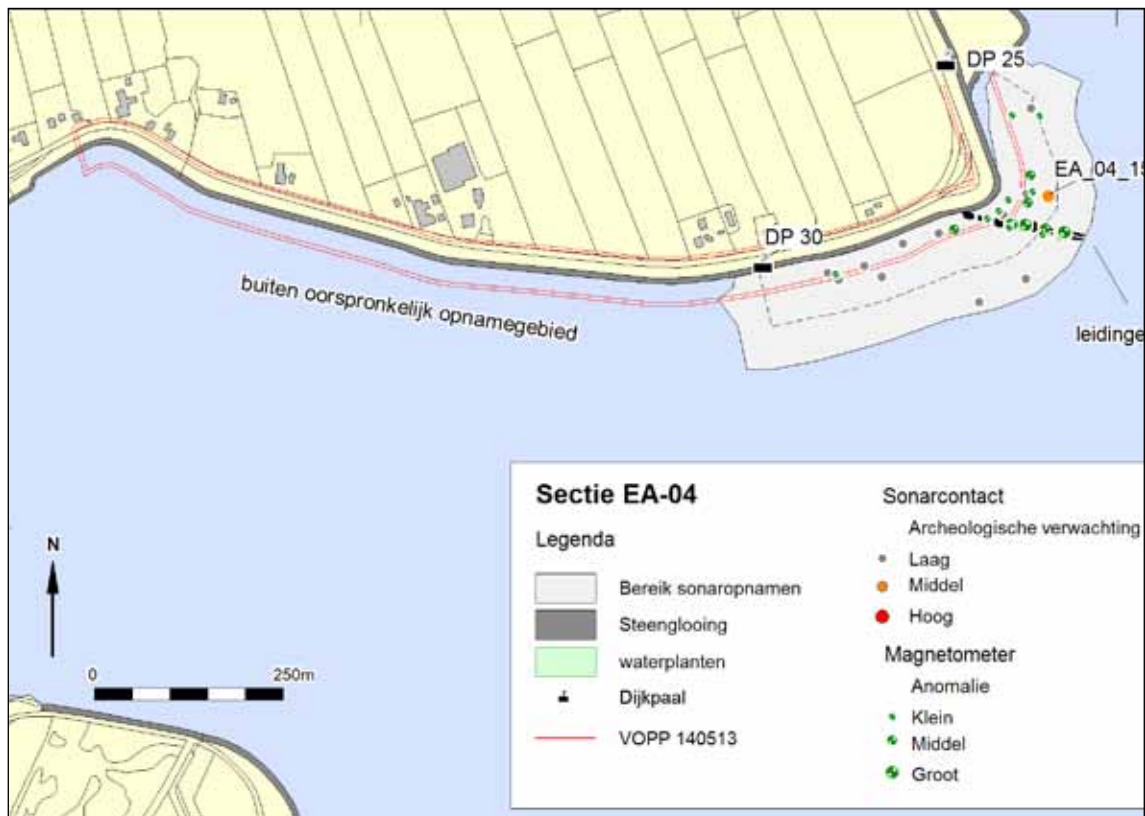 DP 25
EA_04_15
DP 30
buiten oorspronkelijk opnamegebied
leidinge
Sectie EA-04
Legenda
Bereik sonaropnamen
Steenglooing
waterplanten
Dijkpaal
VOPP 140513
Sonarcontact
Archeologische verwachting
Laag
Middel
Hoog
Magnetometer
Anomalie
Klein
Middel
Groot
N
0 250m